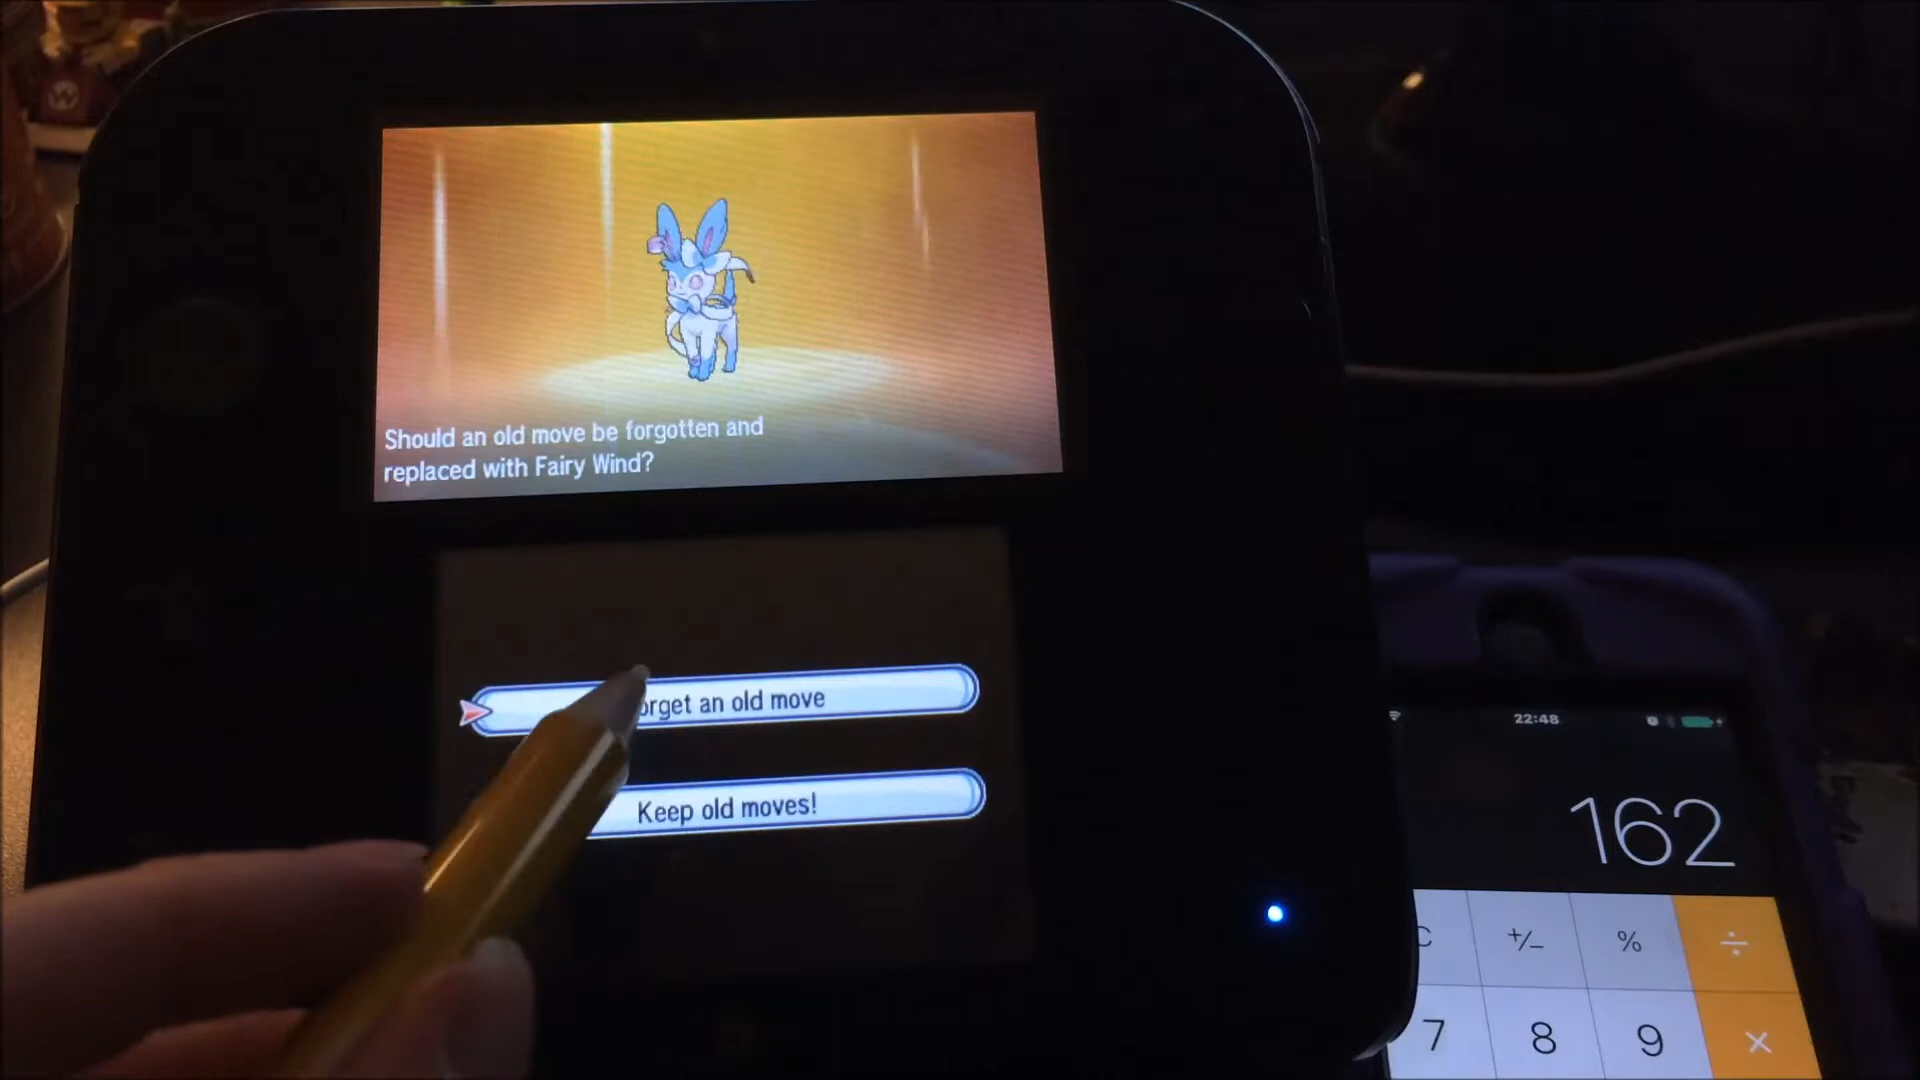 Should an old move be forgotten and
replaced with Fairy Wind?
orget an old move
Keep old moves!
22:48
162
C +/− % ÷
7 8 9 ×
W